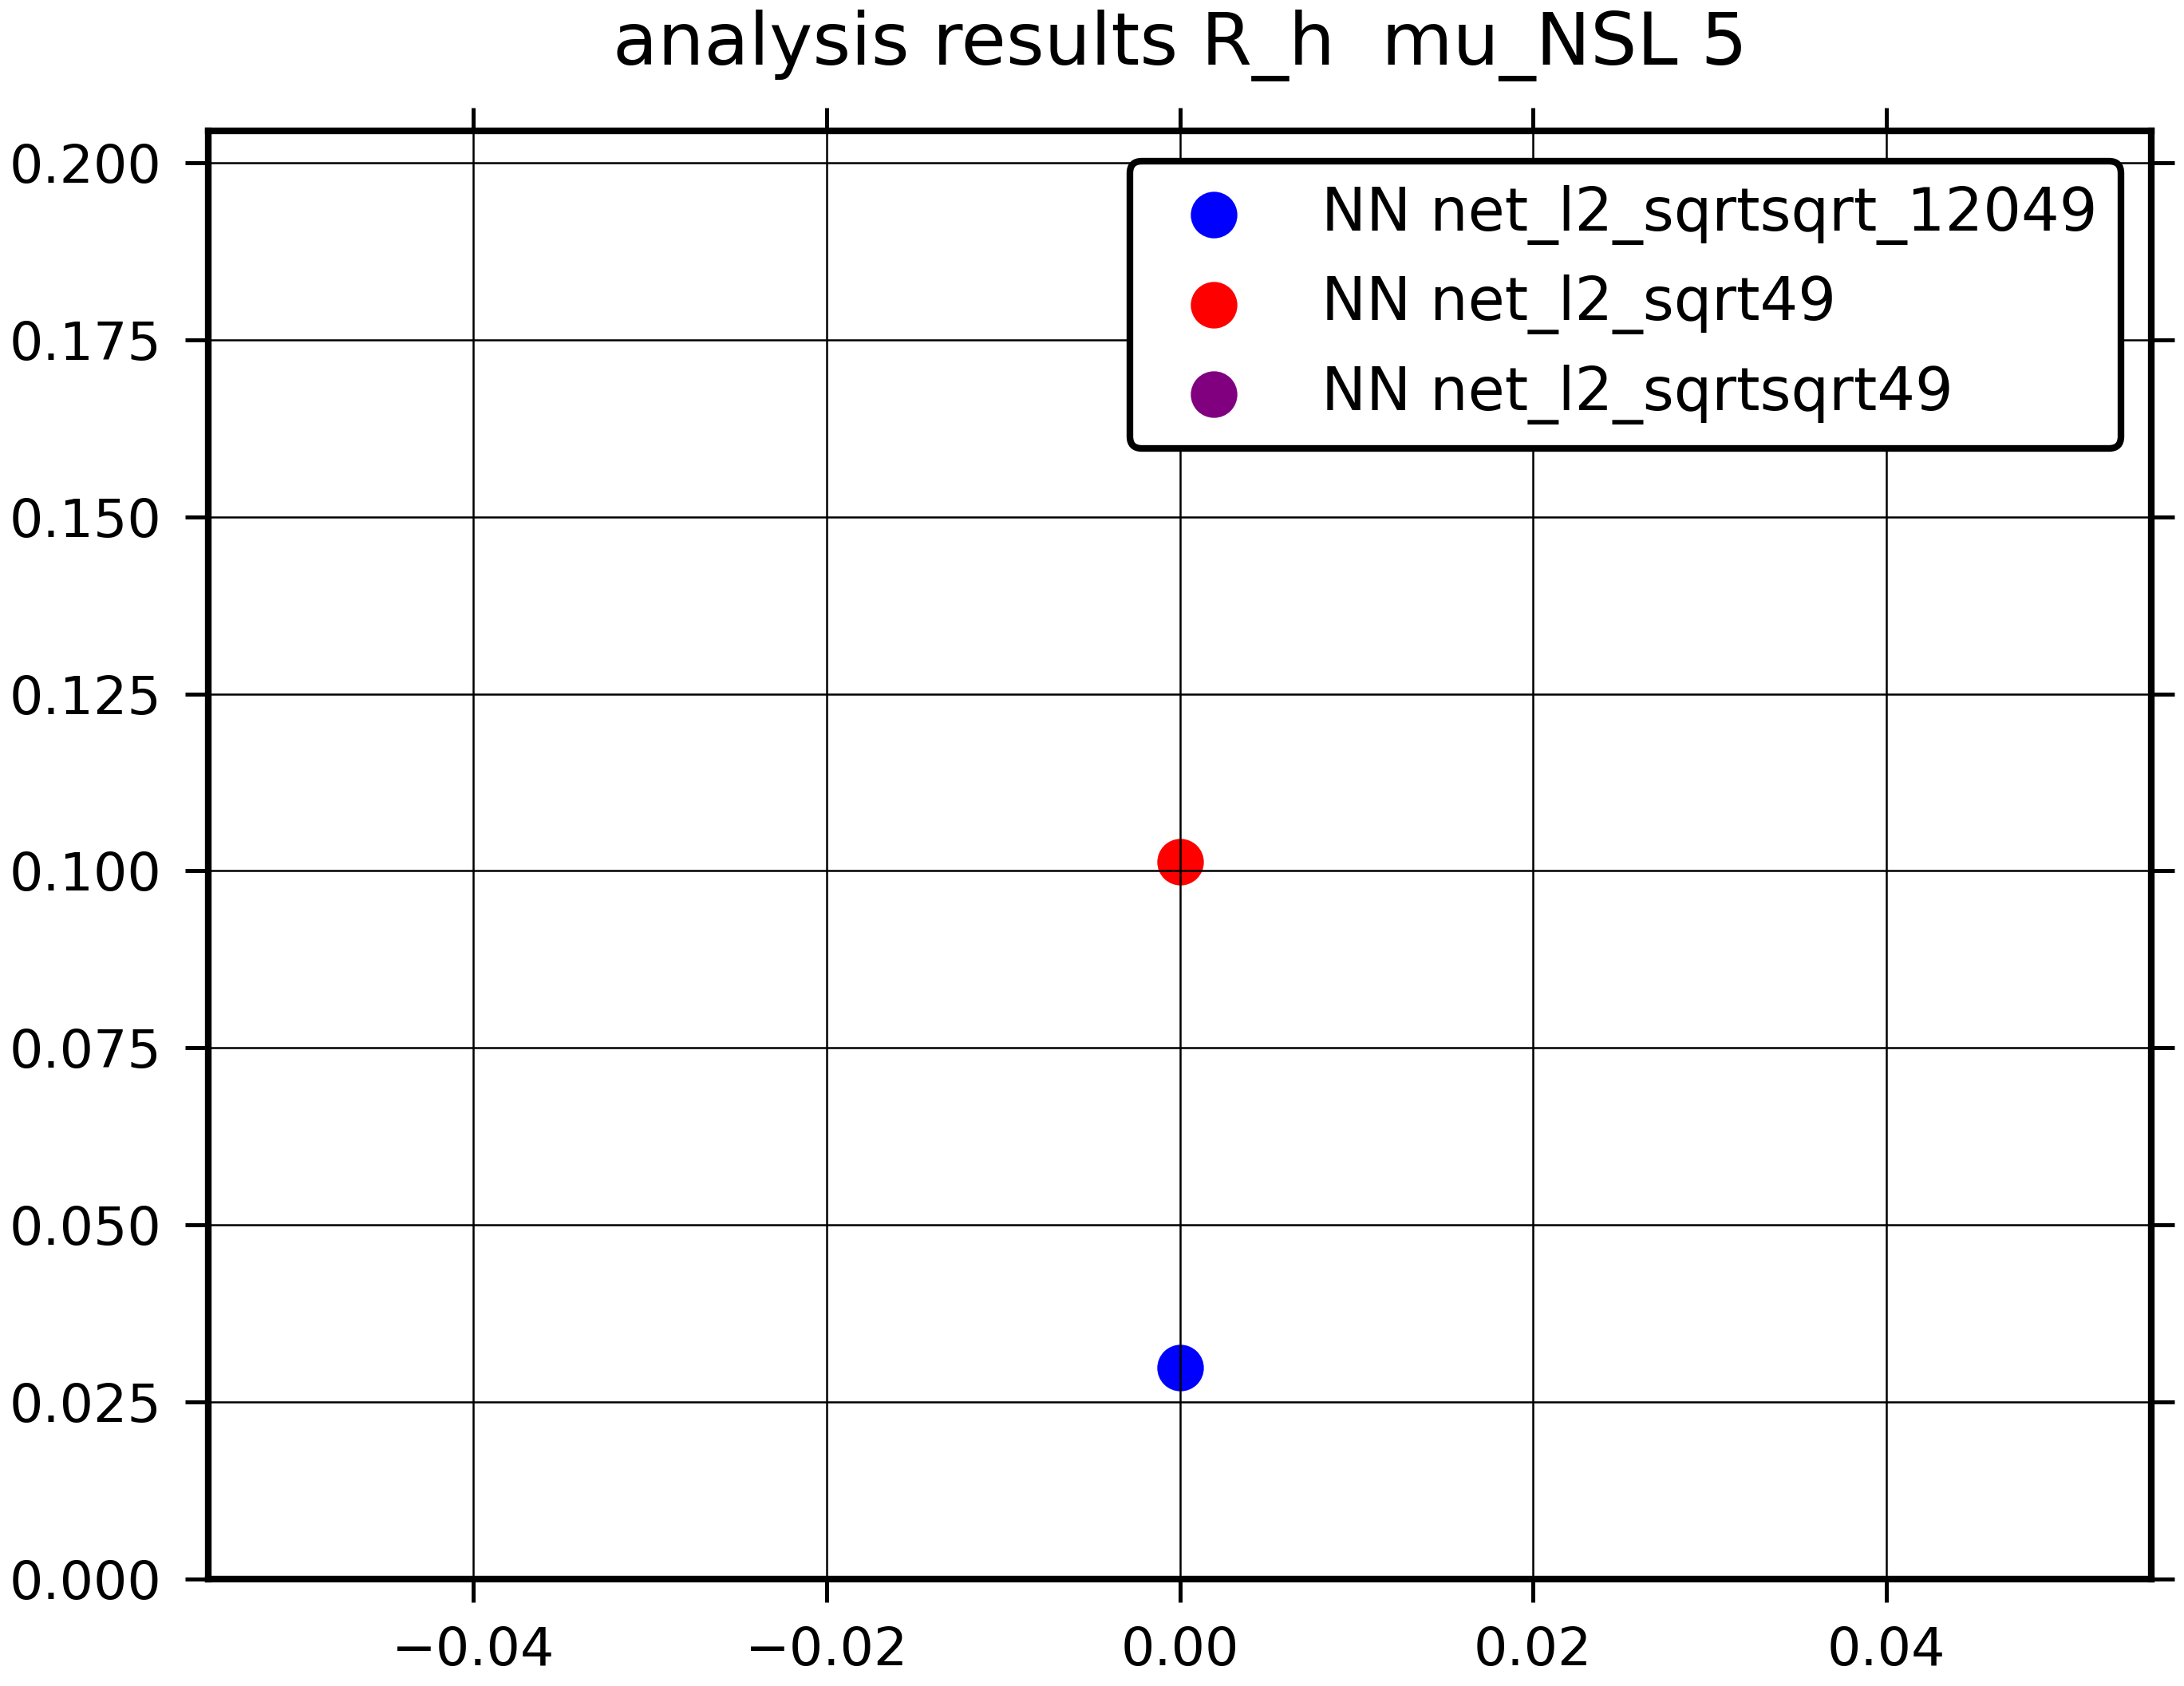 analysis results R_h  mu_NSL 5
0.200
NN net_l2_sqrtsqrt_12049
NN net_l2_sqrt49
NN net_l2_sqrtsqrt49
0.175
0.150
0.125
0.100
0.075
0.050
0.025
0.000
−0.04 −0.02 0.00 0.02 0.04